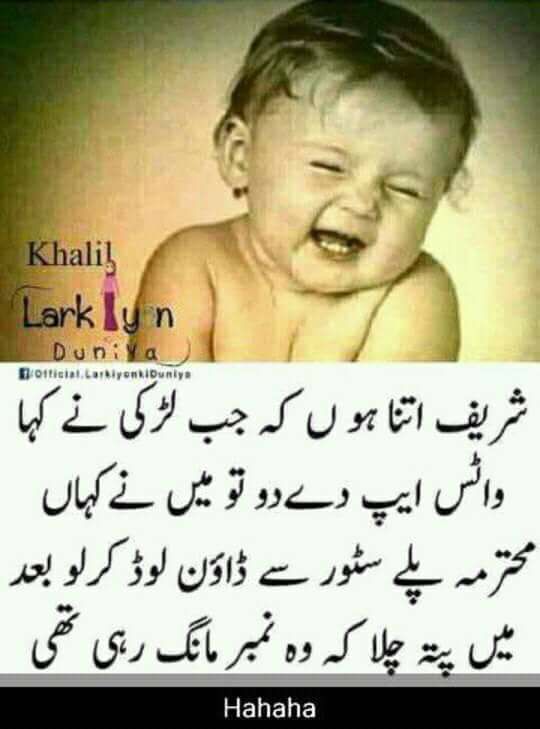 Khalil
Larkiyon
Duniya
f/Official.LarkiyonkiDuniya
شریف اتنا ہو ں کہ جب لڑکی نے کہا
واٹس ایپ دے دو تو میں نے کہاں
محترمہ پلے سٹور سے ڈاؤن لوڈ کرلو بعد
میں پتہ چلا کہ وہ نمبر مانگ رہی تھی
Hahaha